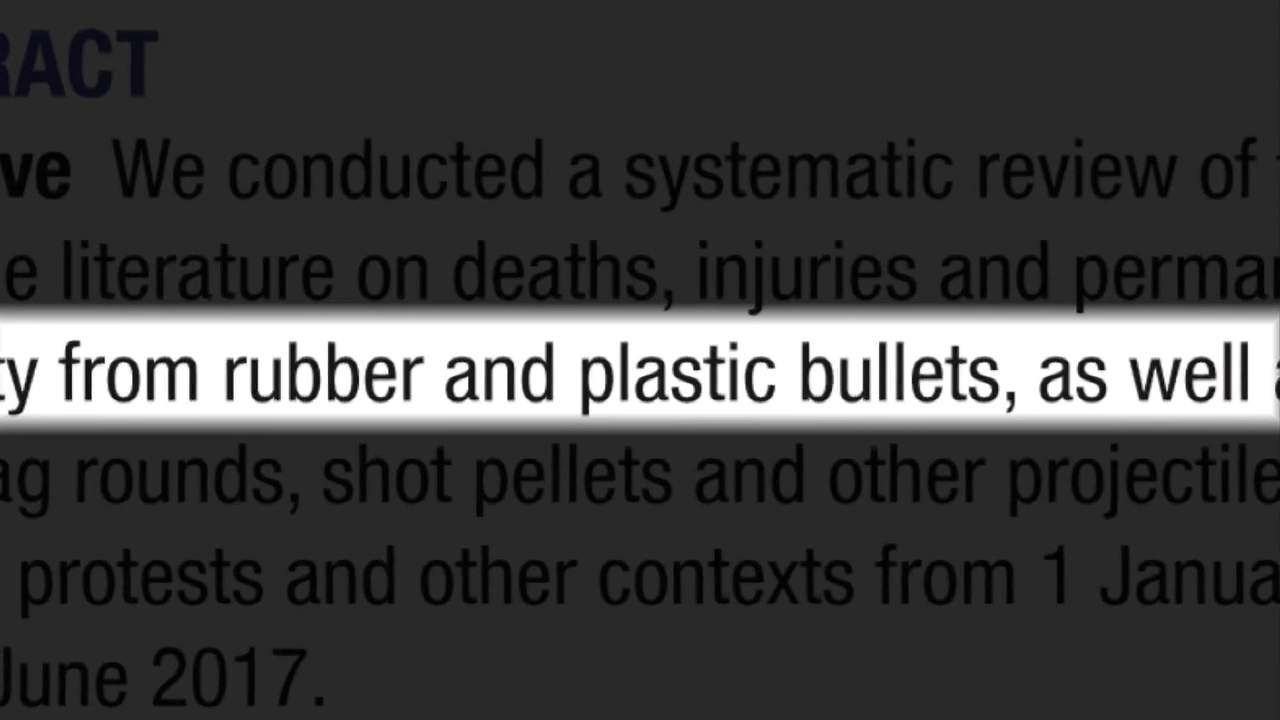 RACT
ve We conducted a systematic review of
e literature on deaths, injuries and perma
ty from rubber and plastic bullets, as well a
ag rounds, shot pellets and other projectile
protests and other contexts from 1 Janua
June 2017.